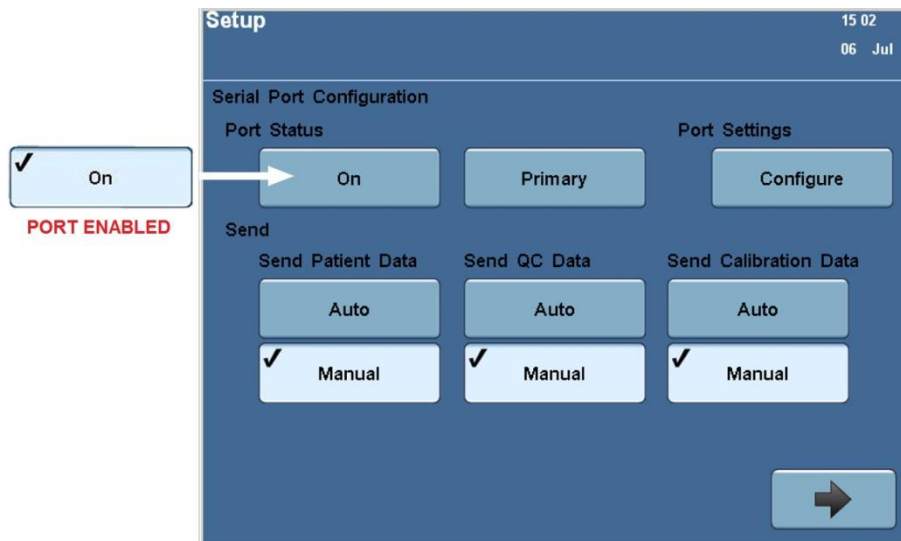 Setup
15 02
06 Jul
Serial Port Configuration
Port Status
Port Settings
✓ On
On
Primary
Configure
PORT ENABLED
Send
Send Patient Data
Send QC Data
Send Calibration Data
Auto
Auto
Auto
✓ Manual
✓ Manual
✓ Manual